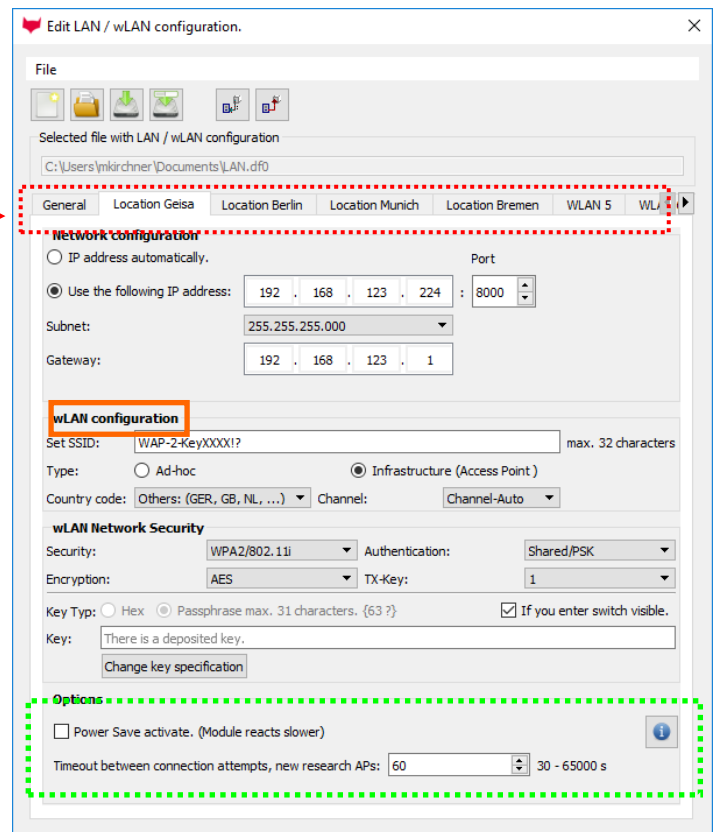 Edit LAN / wLAN configuration.
File
Selected file with LAN / wLAN configuration
C:\Users\mkirchner\Documents\LAN.df0
General Location Geisa Location Berlin Location Munich Location Bremen WLAN 5
Network configuration
IP address automatically. Port
Use the following IP address: 192 . 168 . 123 . 224 : 8000
Subnet: 255.255.255.000
Gateway: 192 . 168 . 123 . 1
wLAN configuration
Set SSID: WAP-2-KeyXXXX!? max. 32 characters
Type: Ad-hoc Infrastructure (Access Point )
Country code: Others: (GER, GB, NL, ...) Channel: Channel-Auto
wLAN Network Security
Security: WPA2/802.11i Authentication: Shared/PSK
Encryption: AES TX-Key: 1
Key Typ: Hex Passphrase max. 31 characters. {63 ?} If you enter switch visible.
Key: There is a deposited key.
Change key specification
Options
Power Save activate. (Module reacts slower)
Timeout between connection attempts, new research APs: 60 30 - 65000 s